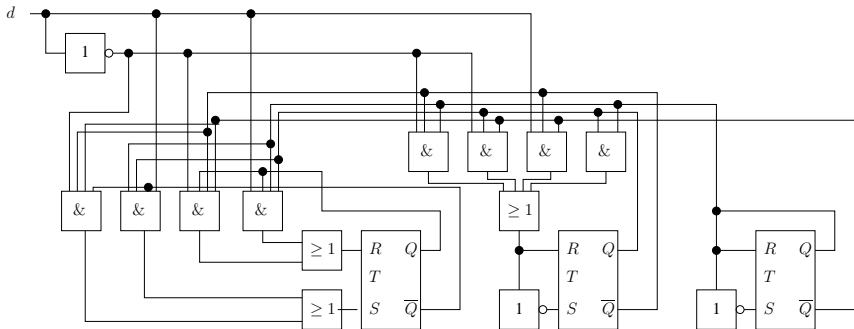 d
1
& & & &
& & & & ≥ 1
≥ 1 R Q R Q R Q
T T T
≥ 1 S Q̅ 1 S Q̅ 1 S Q̅